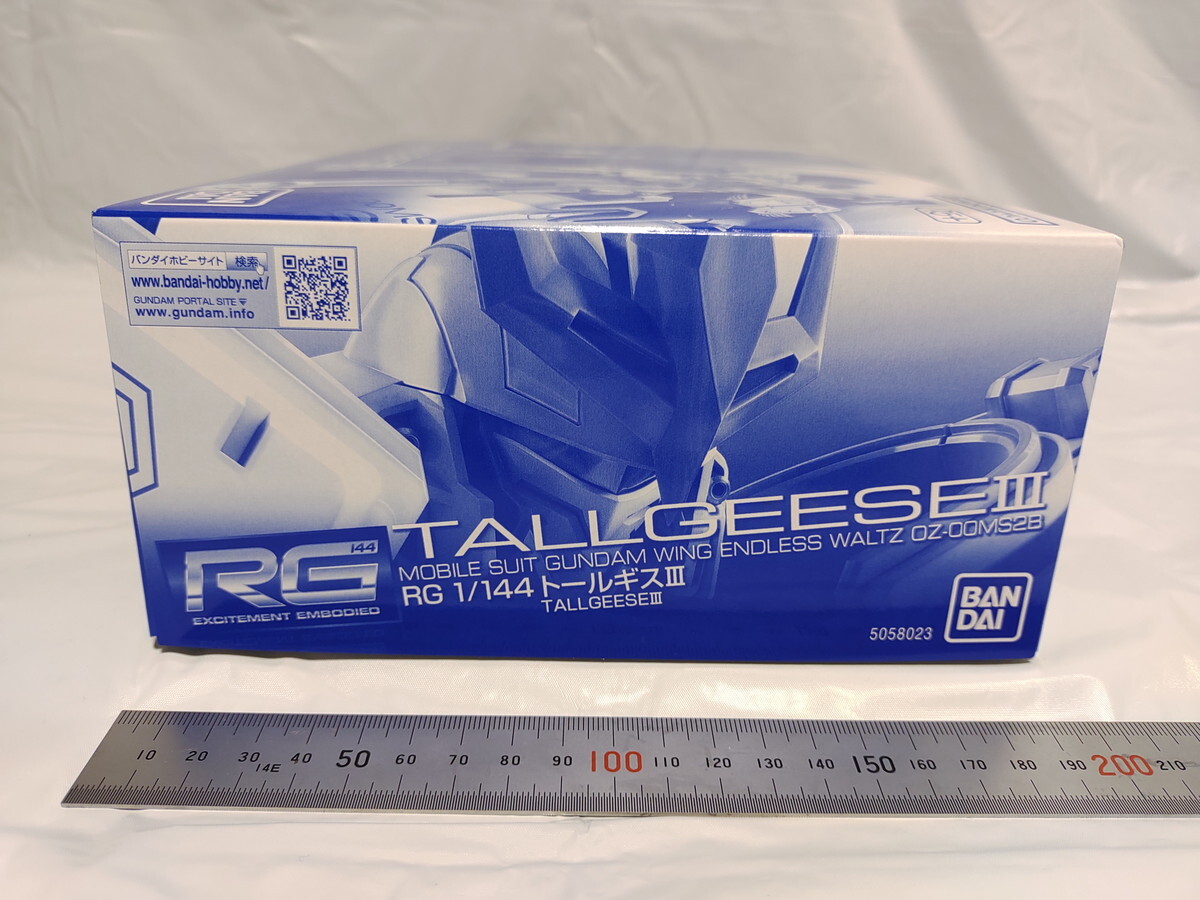 バンダイホビーサイト 検索
www.bandai-hobby.net/
GUNDAM PORTAL SITE
www.gundam.info
TALLGEESEⅢ
MOBILE SUIT GUNDAM WING ENDLESS WALTZ OZ-00MS2B
RG 1/144 トールギスⅢ
TALLGEESEⅢ
RG 144
EXCITEMENT EMBODIED
5058023
BAN
DAI
10 20 30 40 50 60 70 80 90 100 110 120 130 140 150 160 170 180 190 200 210
14E